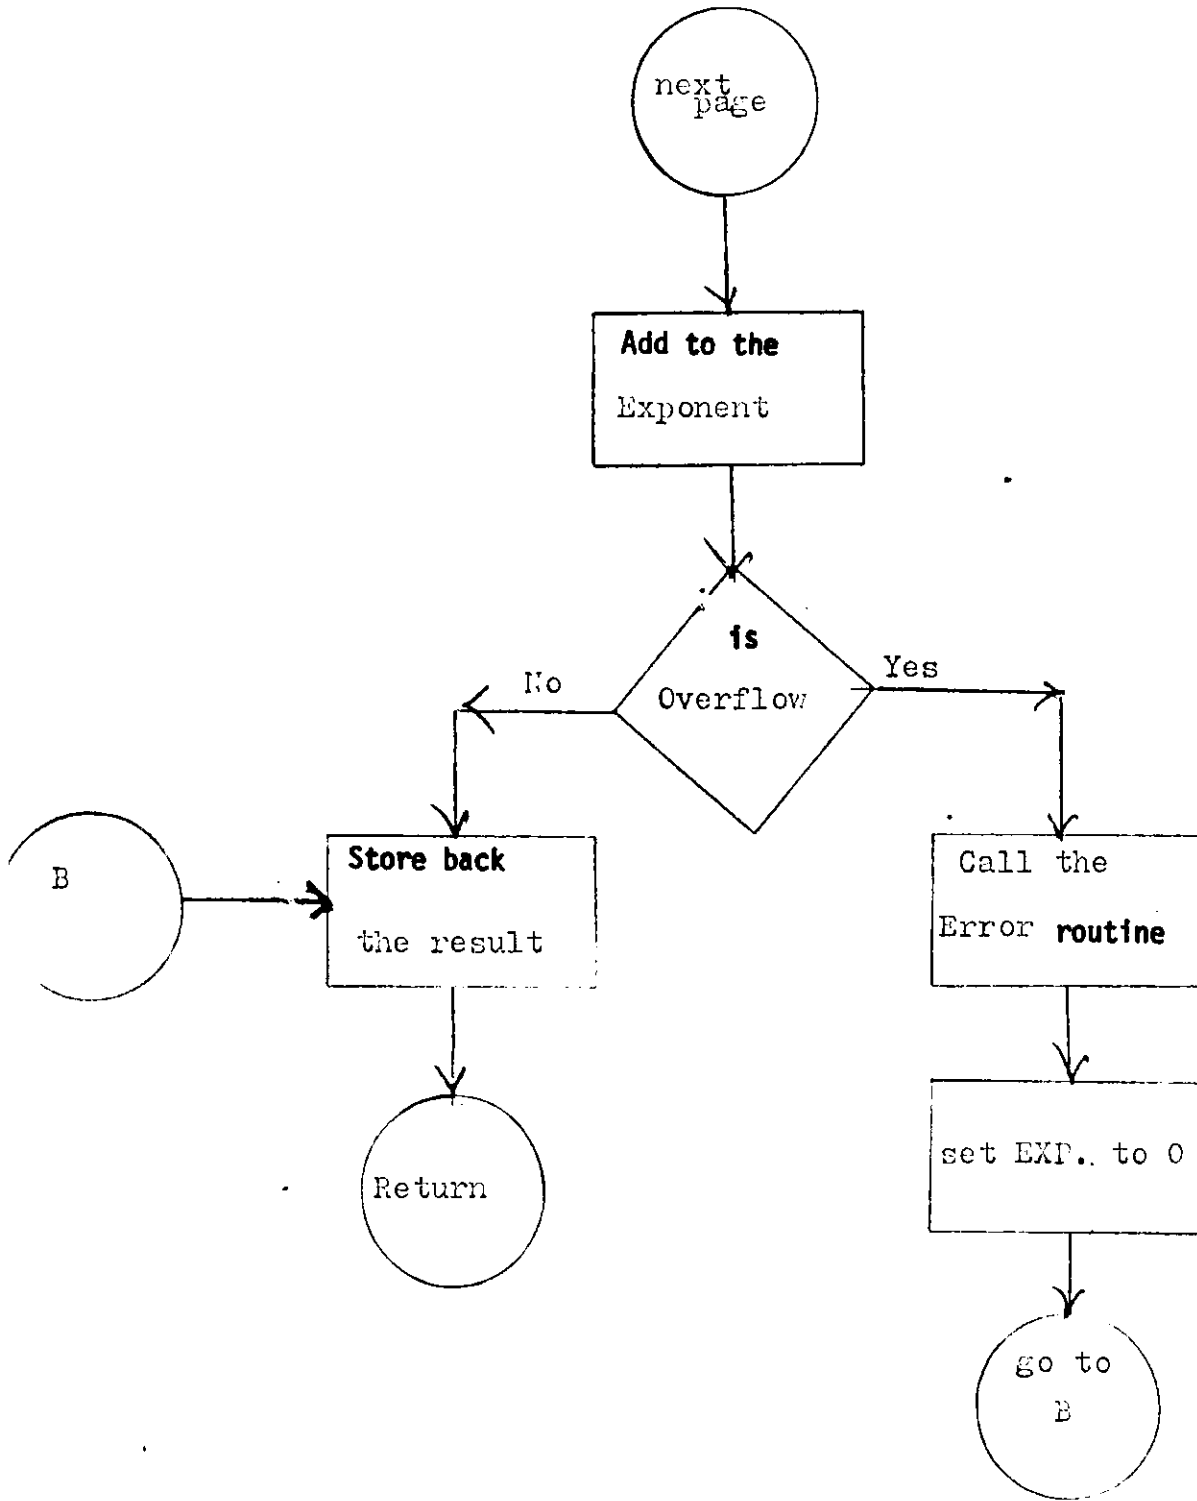 next
page
Add to the
Exponent
is
Overflow
No
Yes
B
Store back
the result
Call the
Error routine
Return
set EXP. to 0
go to
B